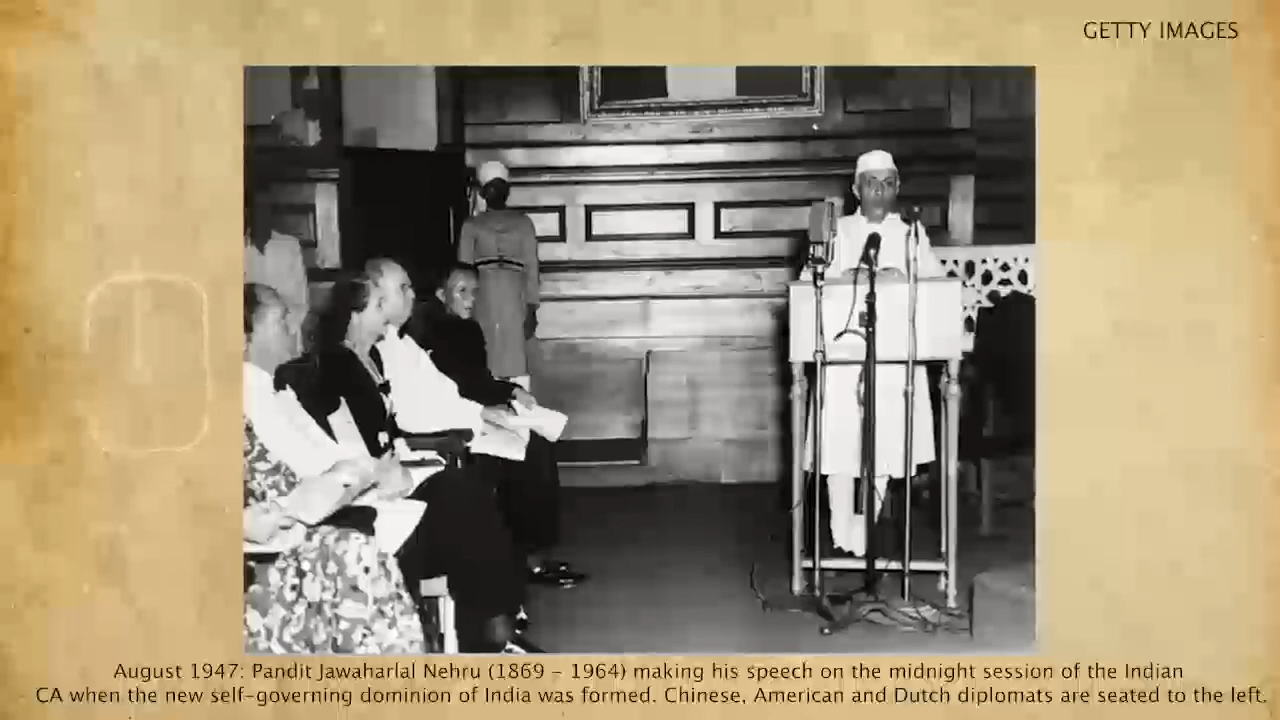 GETTY IMAGES
August 1947: Pandit Jawaharlal Nehru (1869 – 1964) making his speech on the midnight session of the Indian
CA when the new self-governing dominion of India was formed. Chinese, American and Dutch diplomats are seated to the left.